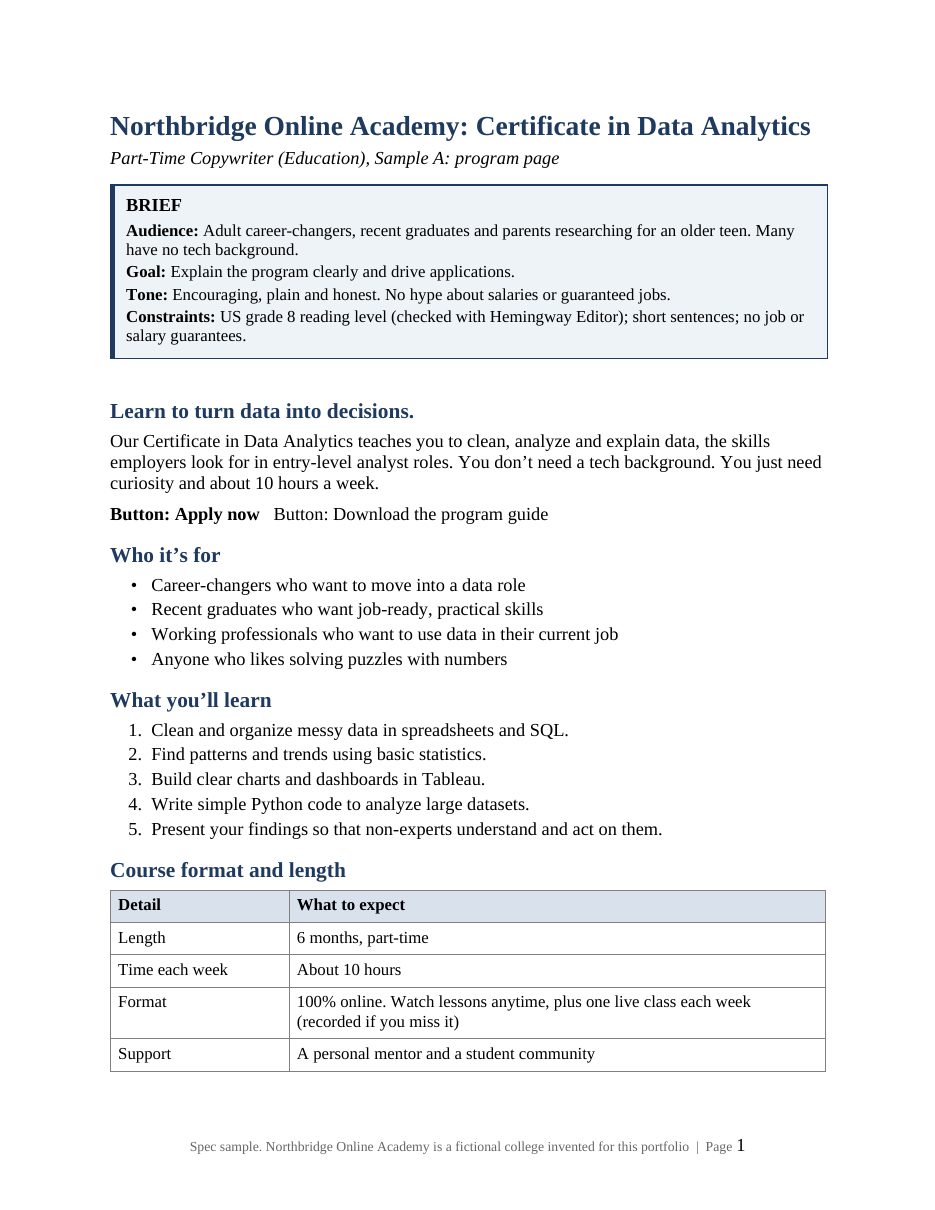 Northbridge Online Academy: Certificate in Data Analytics
Part-Time Copywriter (Education), Sample A: program page
BRIEF
Audience: Adult career-changers, recent graduates and parents researching for an older teen. Many
have no tech background.
Goal: Explain the program clearly and drive applications.
Tone: Encouraging, plain and honest. No hype about salaries or guaranteed jobs.
Constraints: US grade 8 reading level (checked with Hemingway Editor); short sentences; no job or
salary guarantees.
Learn to turn data into decisions.
Our Certificate in Data Analytics teaches you to clean, analyze and explain data, the skills
employers look for in entry-level analyst roles. You don’t need a tech background. You just need
curiosity and about 10 hours a week.
Button: Apply now   Button: Download the program guide
Who it’s for
• Career-changers who want to move into a data role
• Recent graduates who want job-ready, practical skills
• Working professionals who want to use data in their current job
• Anyone who likes solving puzzles with numbers
What you’ll learn
1. Clean and organize messy data in spreadsheets and SQL.
2. Find patterns and trends using basic statistics.
3. Build clear charts and dashboards in Tableau.
4. Write simple Python code to analyze large datasets.
5. Present your findings so that non-experts understand and act on them.
Course format and length
Detail What to expect
Length 6 months, part-time
Time each week About 10 hours
Format 100% online. Watch lessons anytime, plus one live class each week
(recorded if you miss it)
Support A personal mentor and a student community
Spec sample. Northbridge Online Academy is a fictional college invented for this portfolio | Page 1